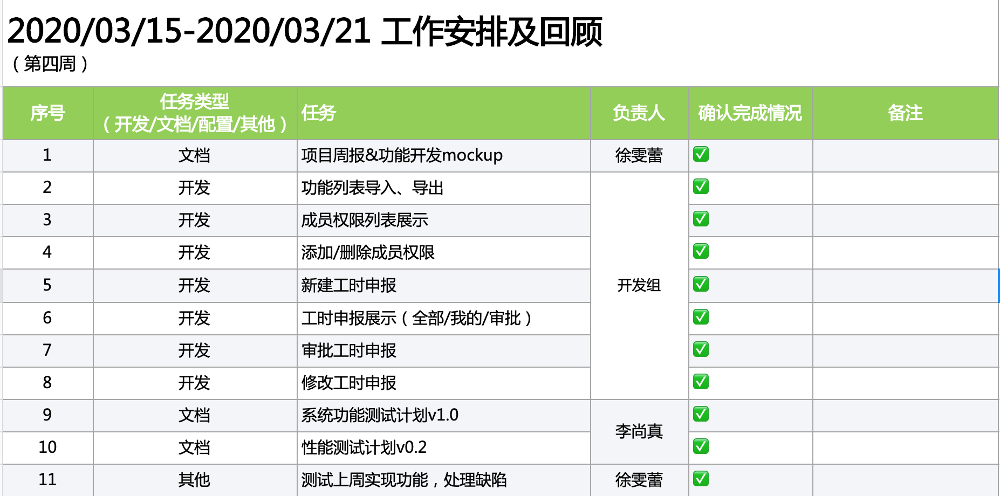 2020/03/15-2020/03/21 工作安排及回顾
（第四周）
序号 任务类型 任务 负责人 确认完成情况 备注
（开发/文档/配置/其他）
1 文档 项目周报&功能开发mockup 徐雯蕾 ✅
2 开发 功能列表导入、导出 ✅
3 开发 成员权限列表展示 ✅
4 开发 添加/删除成员权限 ✅
5 开发 新建工时申报 开发组 ✅
6 开发 工时申报展示（全部/我的/审批） ✅
7 开发 审批工时申报 ✅
8 开发 修改工时申报 ✅
9 文档 系统功能测试计划v1.0 ✅
李尚真
10 文档 性能测试计划v0.2 ✅
11 其他 测试上周实现功能，处理缺陷 徐雯蕾 ✅